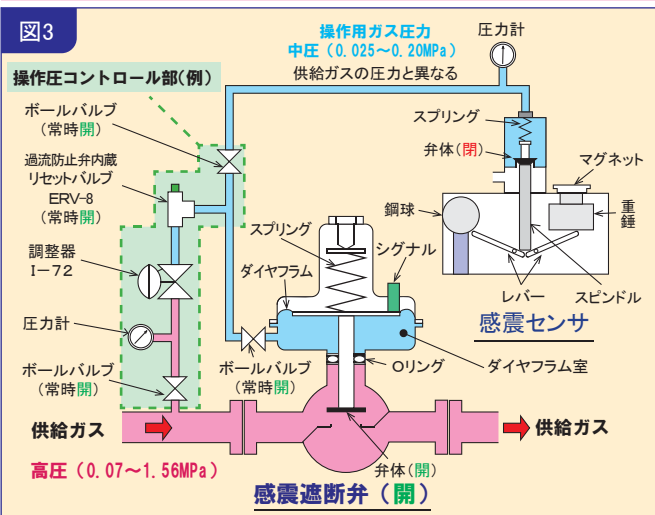 図3
操作用ガス圧力
中圧(0.025~0.20MPa)
供給ガスの圧力と異なる
圧力計
操作圧コントロール部(例)
ボールバルブ
(常時開)
過流防止弁内蔵
リセットバルブ
ERV-8
(常時開)
調整器
I-72
圧力計
ボールバルブ
(常時開)
スプリング
弁体(閉)
マグネット
鋼球
重錘
レバー
スピンドル
感震センサ
スプリング
シグナル
ダイヤフラム
ボールバルブ
(常時開)
Oリング
ダイヤフラム室
供給ガス
供給ガス
高圧(0.07~1.56MPa)
弁体(開)
感震遮断弁(開)